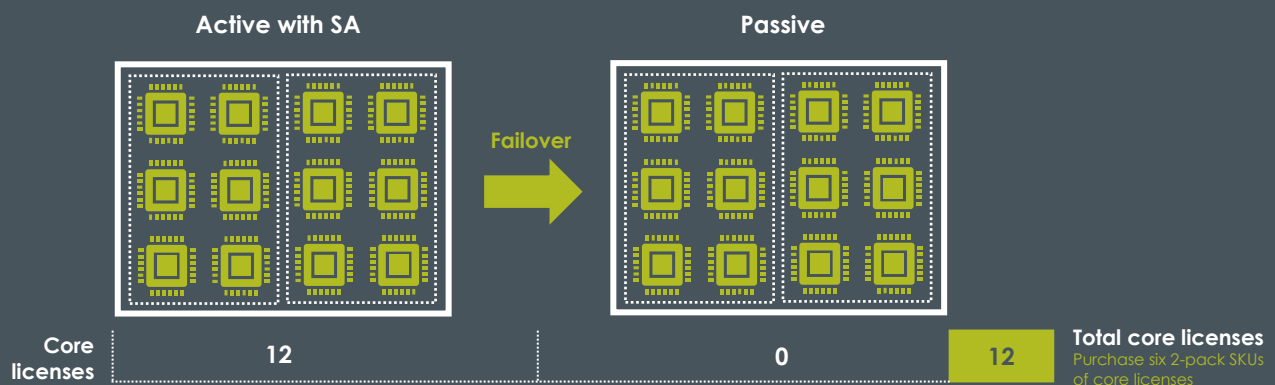 Active with SA
Passive
Failover
Core
licenses
12
0
12
Total core licenses
Purchase six 2-pack SKUs
of core licenses